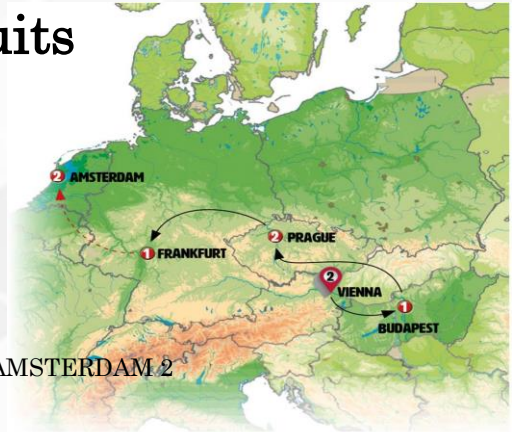 uits
2 AMSTERDAM
2 PRAGUE
1 FRANKFURT
2
VIENNA
1
BUDAPEST
AMSTERDAM 2